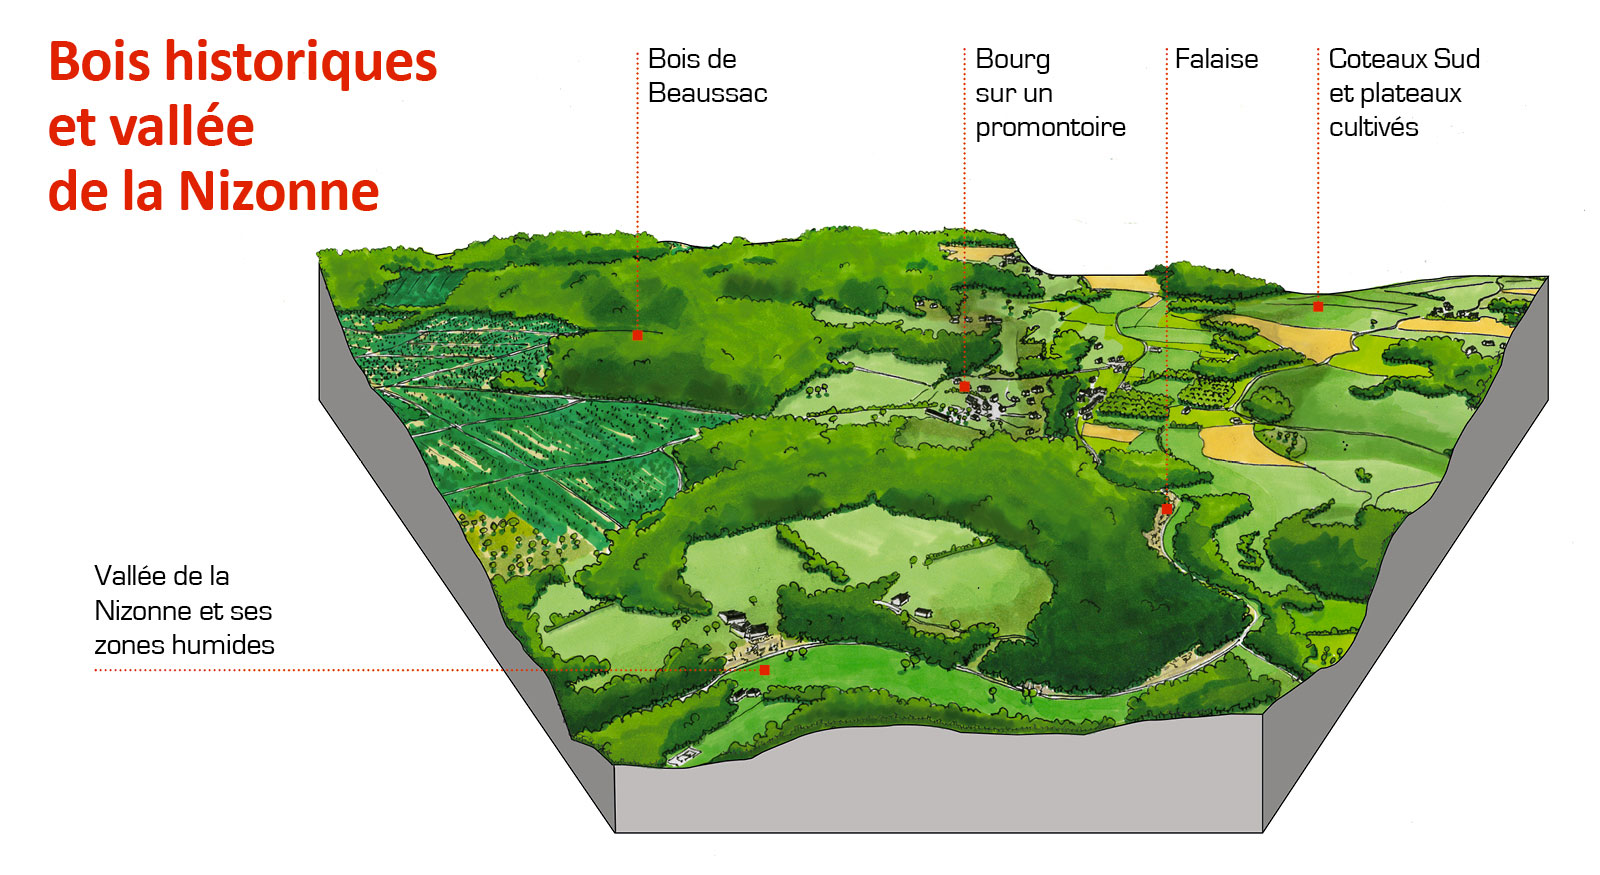 Bois historiques
et vallée
de la Nizonne
Bois de
Beaussac
Bourg
sur un
promontoire
Falaise
Coteaux Sud
et plateaux
cultivés
Vallée de la
Nizonne et ses
zones humides